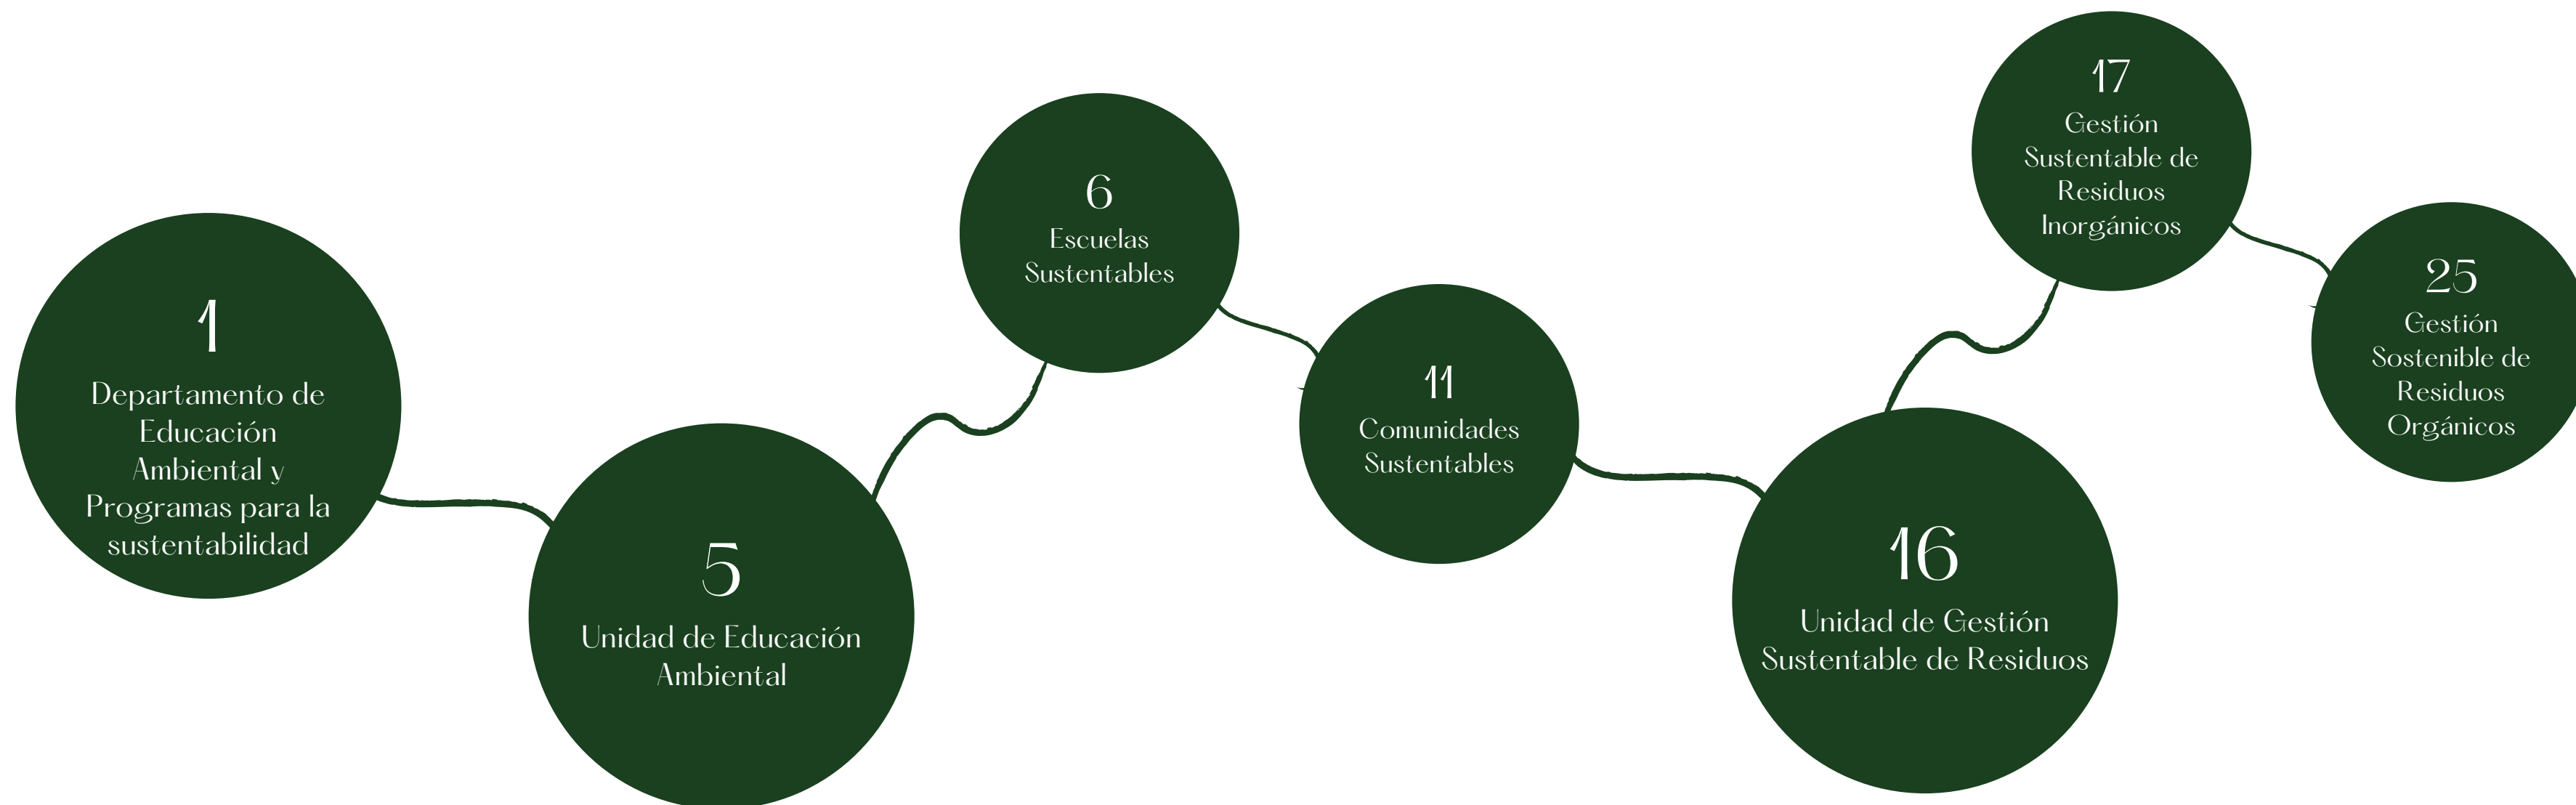 1
Departamento de
Educación
Ambiental y
Programas para la
sustentabilidad
5
Unidad de Educación
Ambiental
6
Escuelas
Sustentables
11
Comunidades
Sustentables
16
Unidad de Gestión
Sustentable de Residuos
17
Gestión
Sustentable de
Residuos
Inorgánicos
25
Gestión
Sostenible de
Residuos
Orgánicos